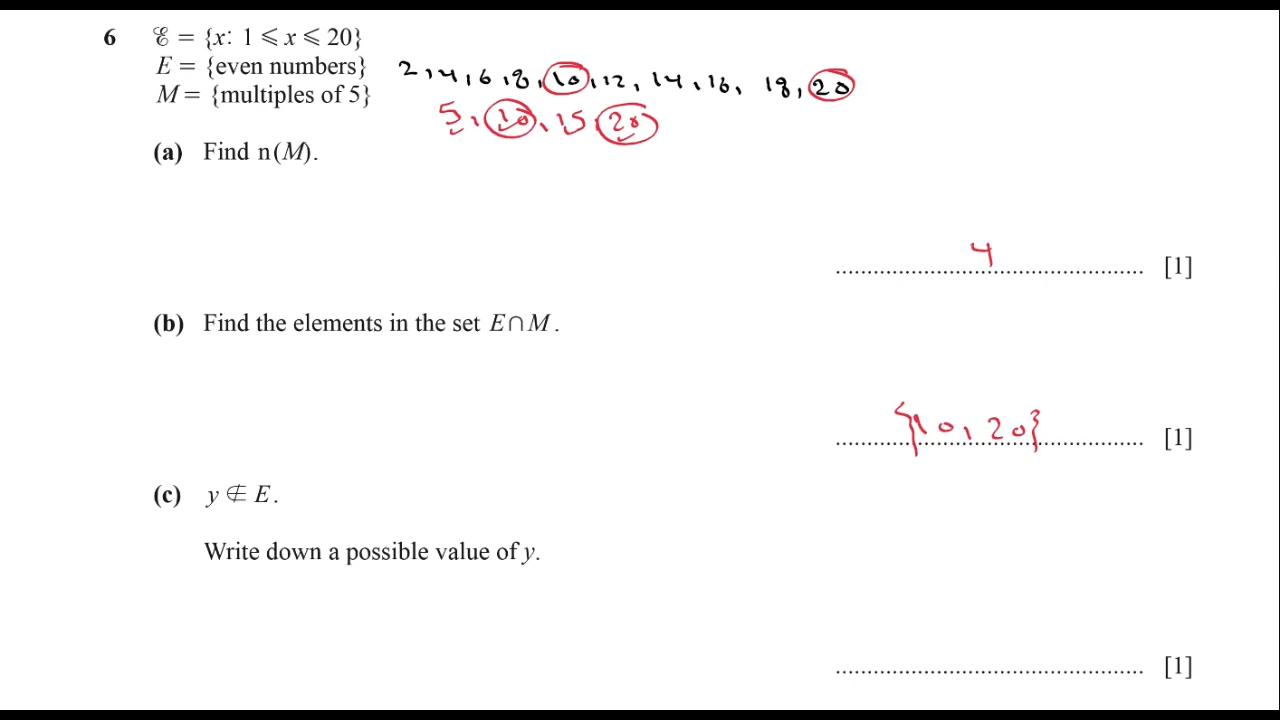 6 ℰ = {x: 1 ⩽ x ⩽ 20}
E = {even numbers} 2, 4, 6, 8, 10, 12, 14, 16, 18, 20
M = {multiples of 5} 5, 10, 15, 20
(a) Find n(M).
4
[1]
(b) Find the elements in the set E∩M.
{10, 20}
[1]
(c) y ∉ E.
Write down a possible value of y.
[1]